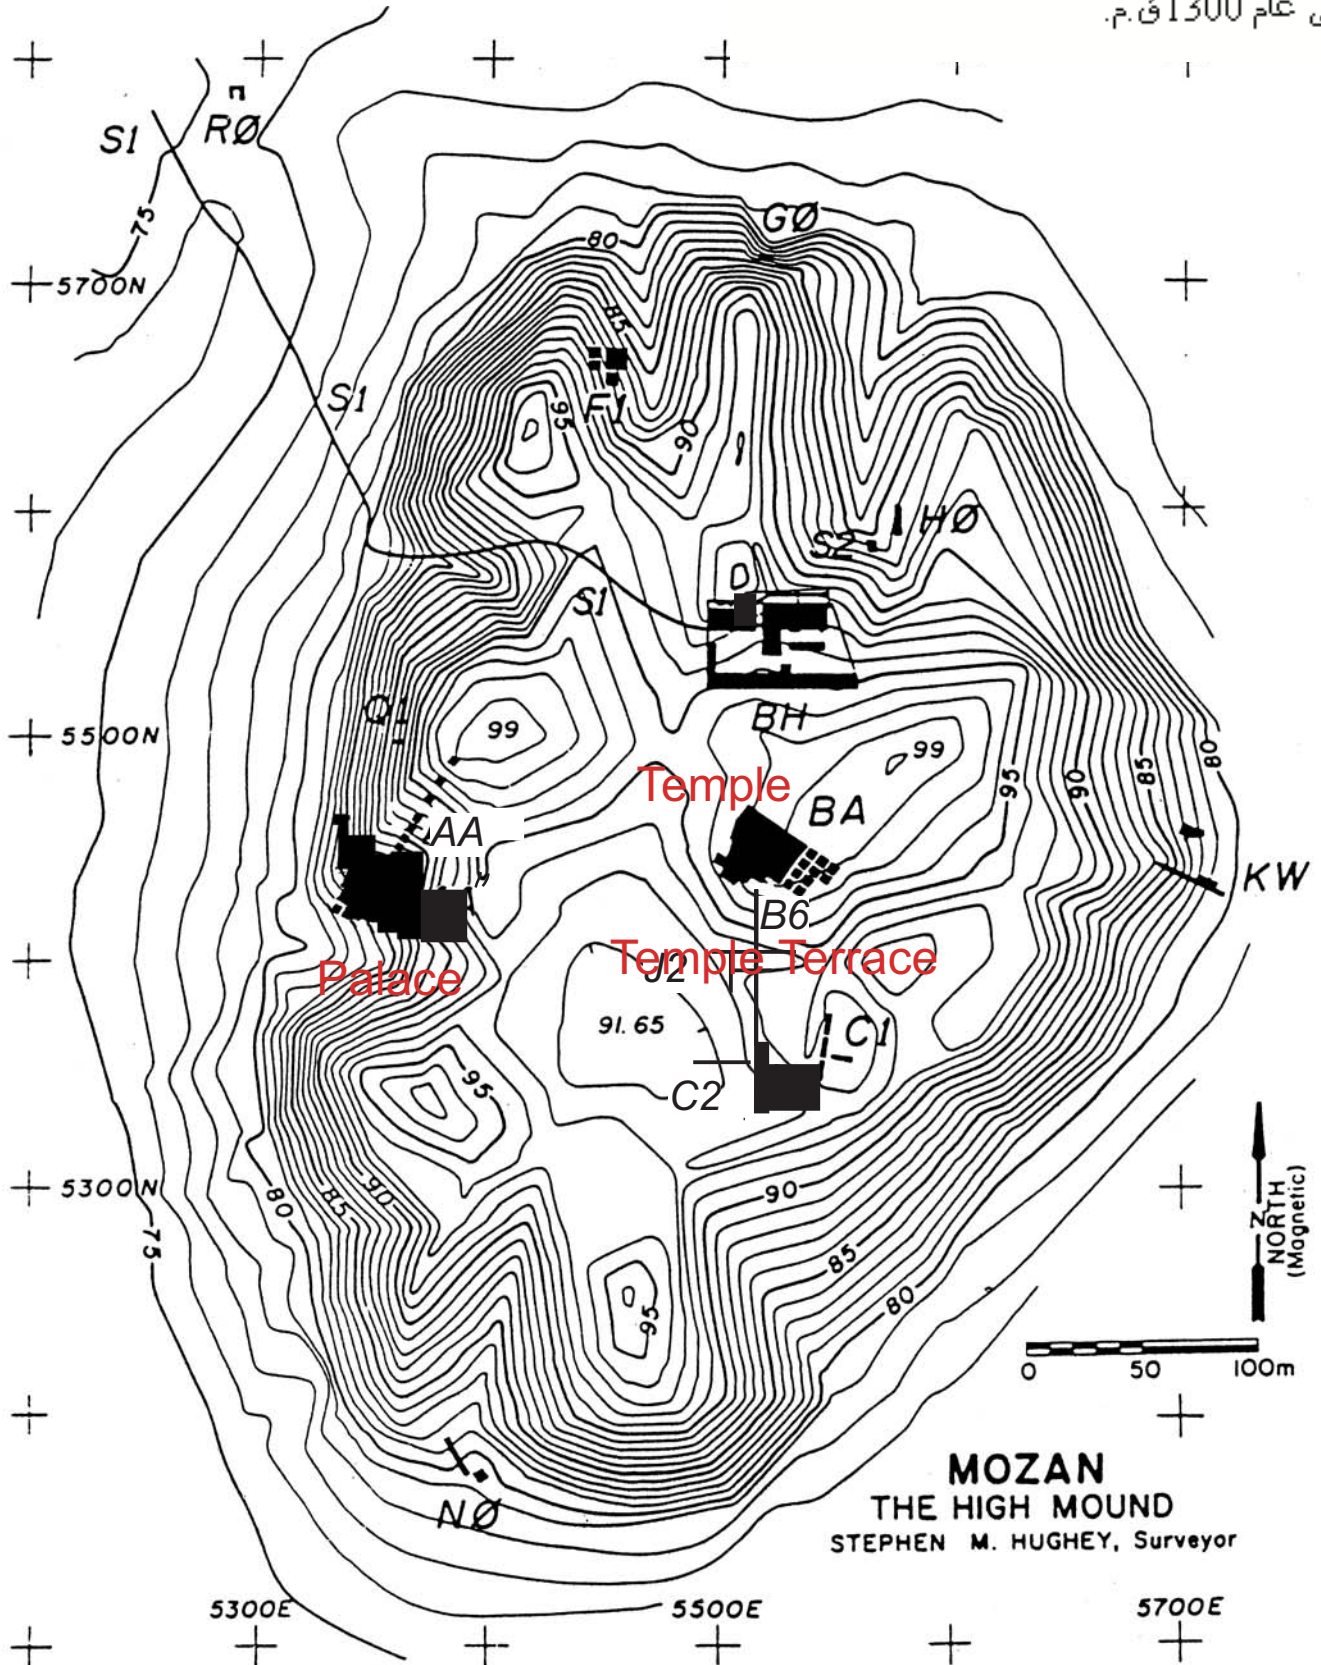 عام 1300ق.م.
S1
RØ
75
GØ
80
5700N
85
F1
S1
95
90
HØ
S2
S1
BH
Q1
99
5500N
99
95
90
85
80
Temple
BA
AA
KW
A"
B6
Temple Terrace
J2
Palace
91.65
C1
95
C2
5300N
80
85
90
90
75
NORTH
(Magnetic)
N
85
80
95
0 50 100m
MOZAN
THE HIGH MOUND
STEPHEN M. HUGHEY, Surveyor
NØ
5300E 5500E 5700E